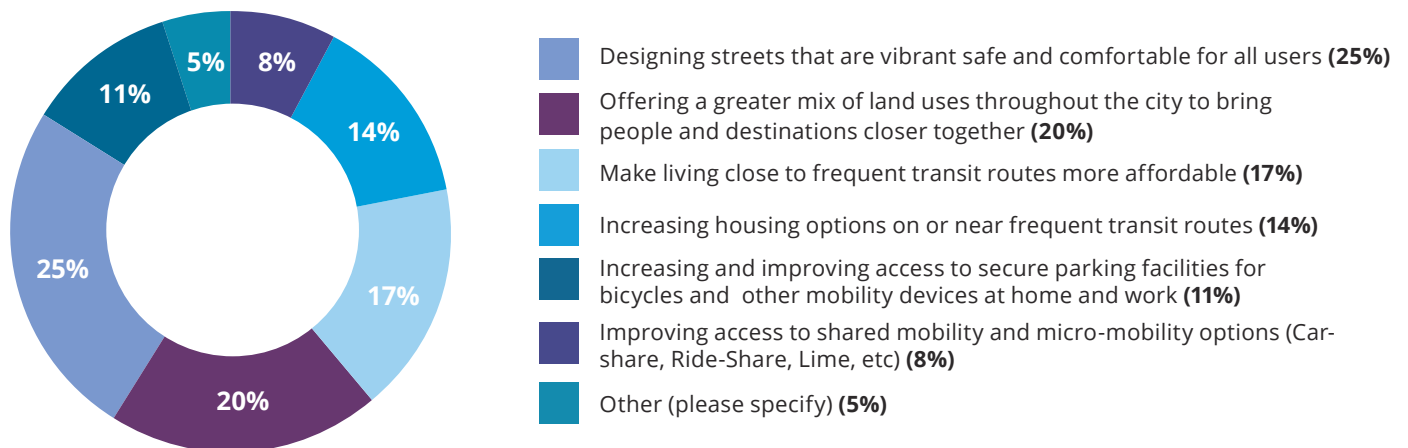 5%
8%
11%
14%
25%
17%
20%
Designing streets that are vibrant safe and comfortable for all users (25%)
Offering a greater mix of land uses throughout the city to bring
people and destinations closer together (20%)
Make living close to frequent transit routes more affordable (17%)
Increasing housing options on or near frequent transit routes (14%)
Increasing and improving access to secure parking facilities for
bicycles and  other mobility devices at home and work (11%)
Improving access to shared mobility and micro-mobility options (Car-
share, Ride-Share, Lime, etc) (8%)
Other (please specify) (5%)